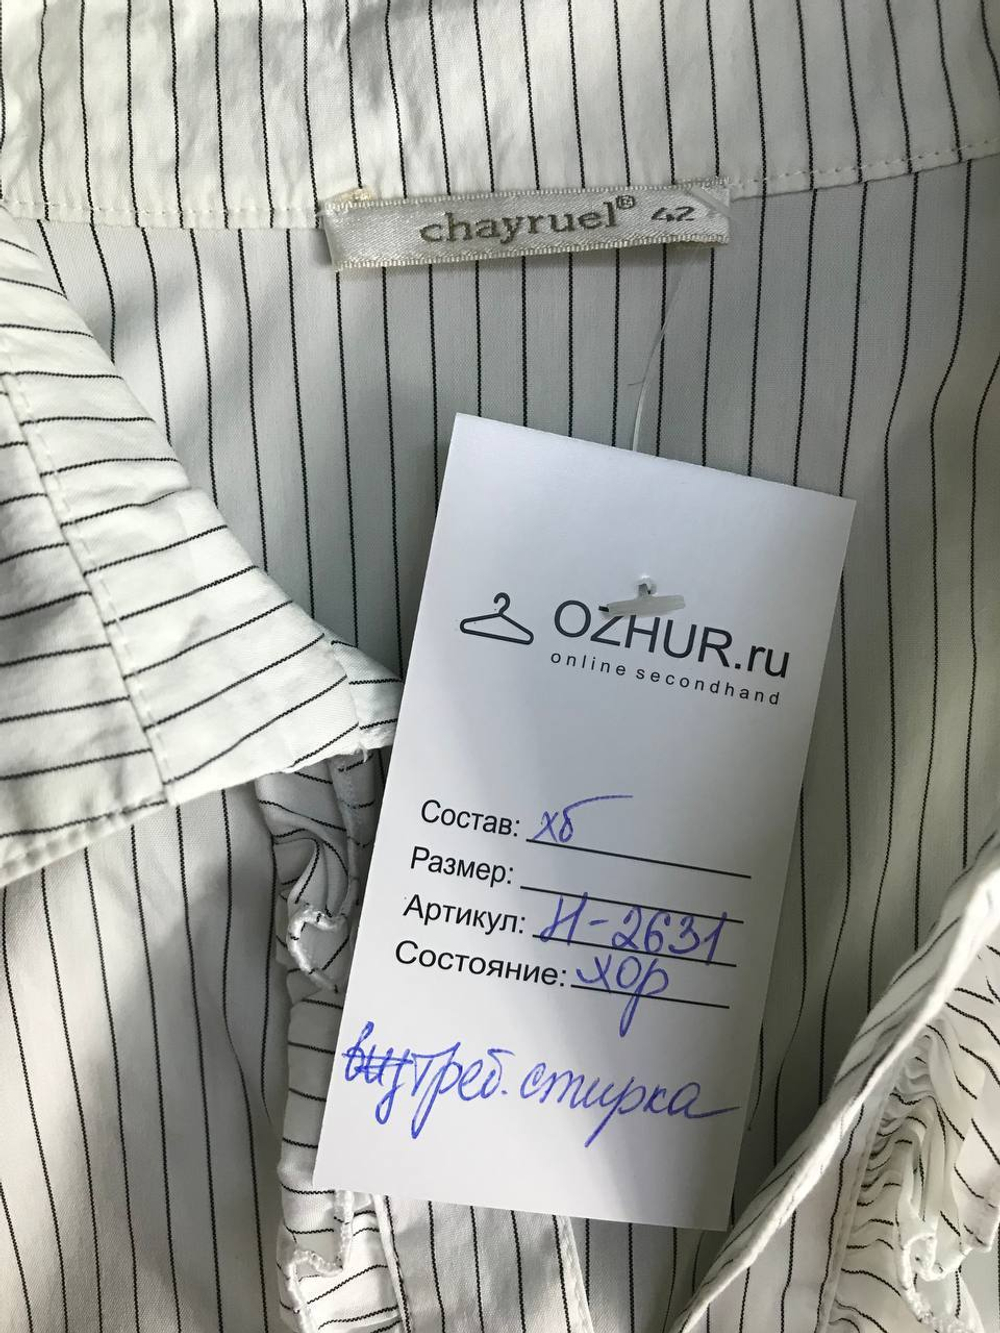 chayruel® 42
OZHUR.ru
online secondhand
Состав: хб
Размер:
Артикул: Н-2631
Состояние: хор
Треб. стирка